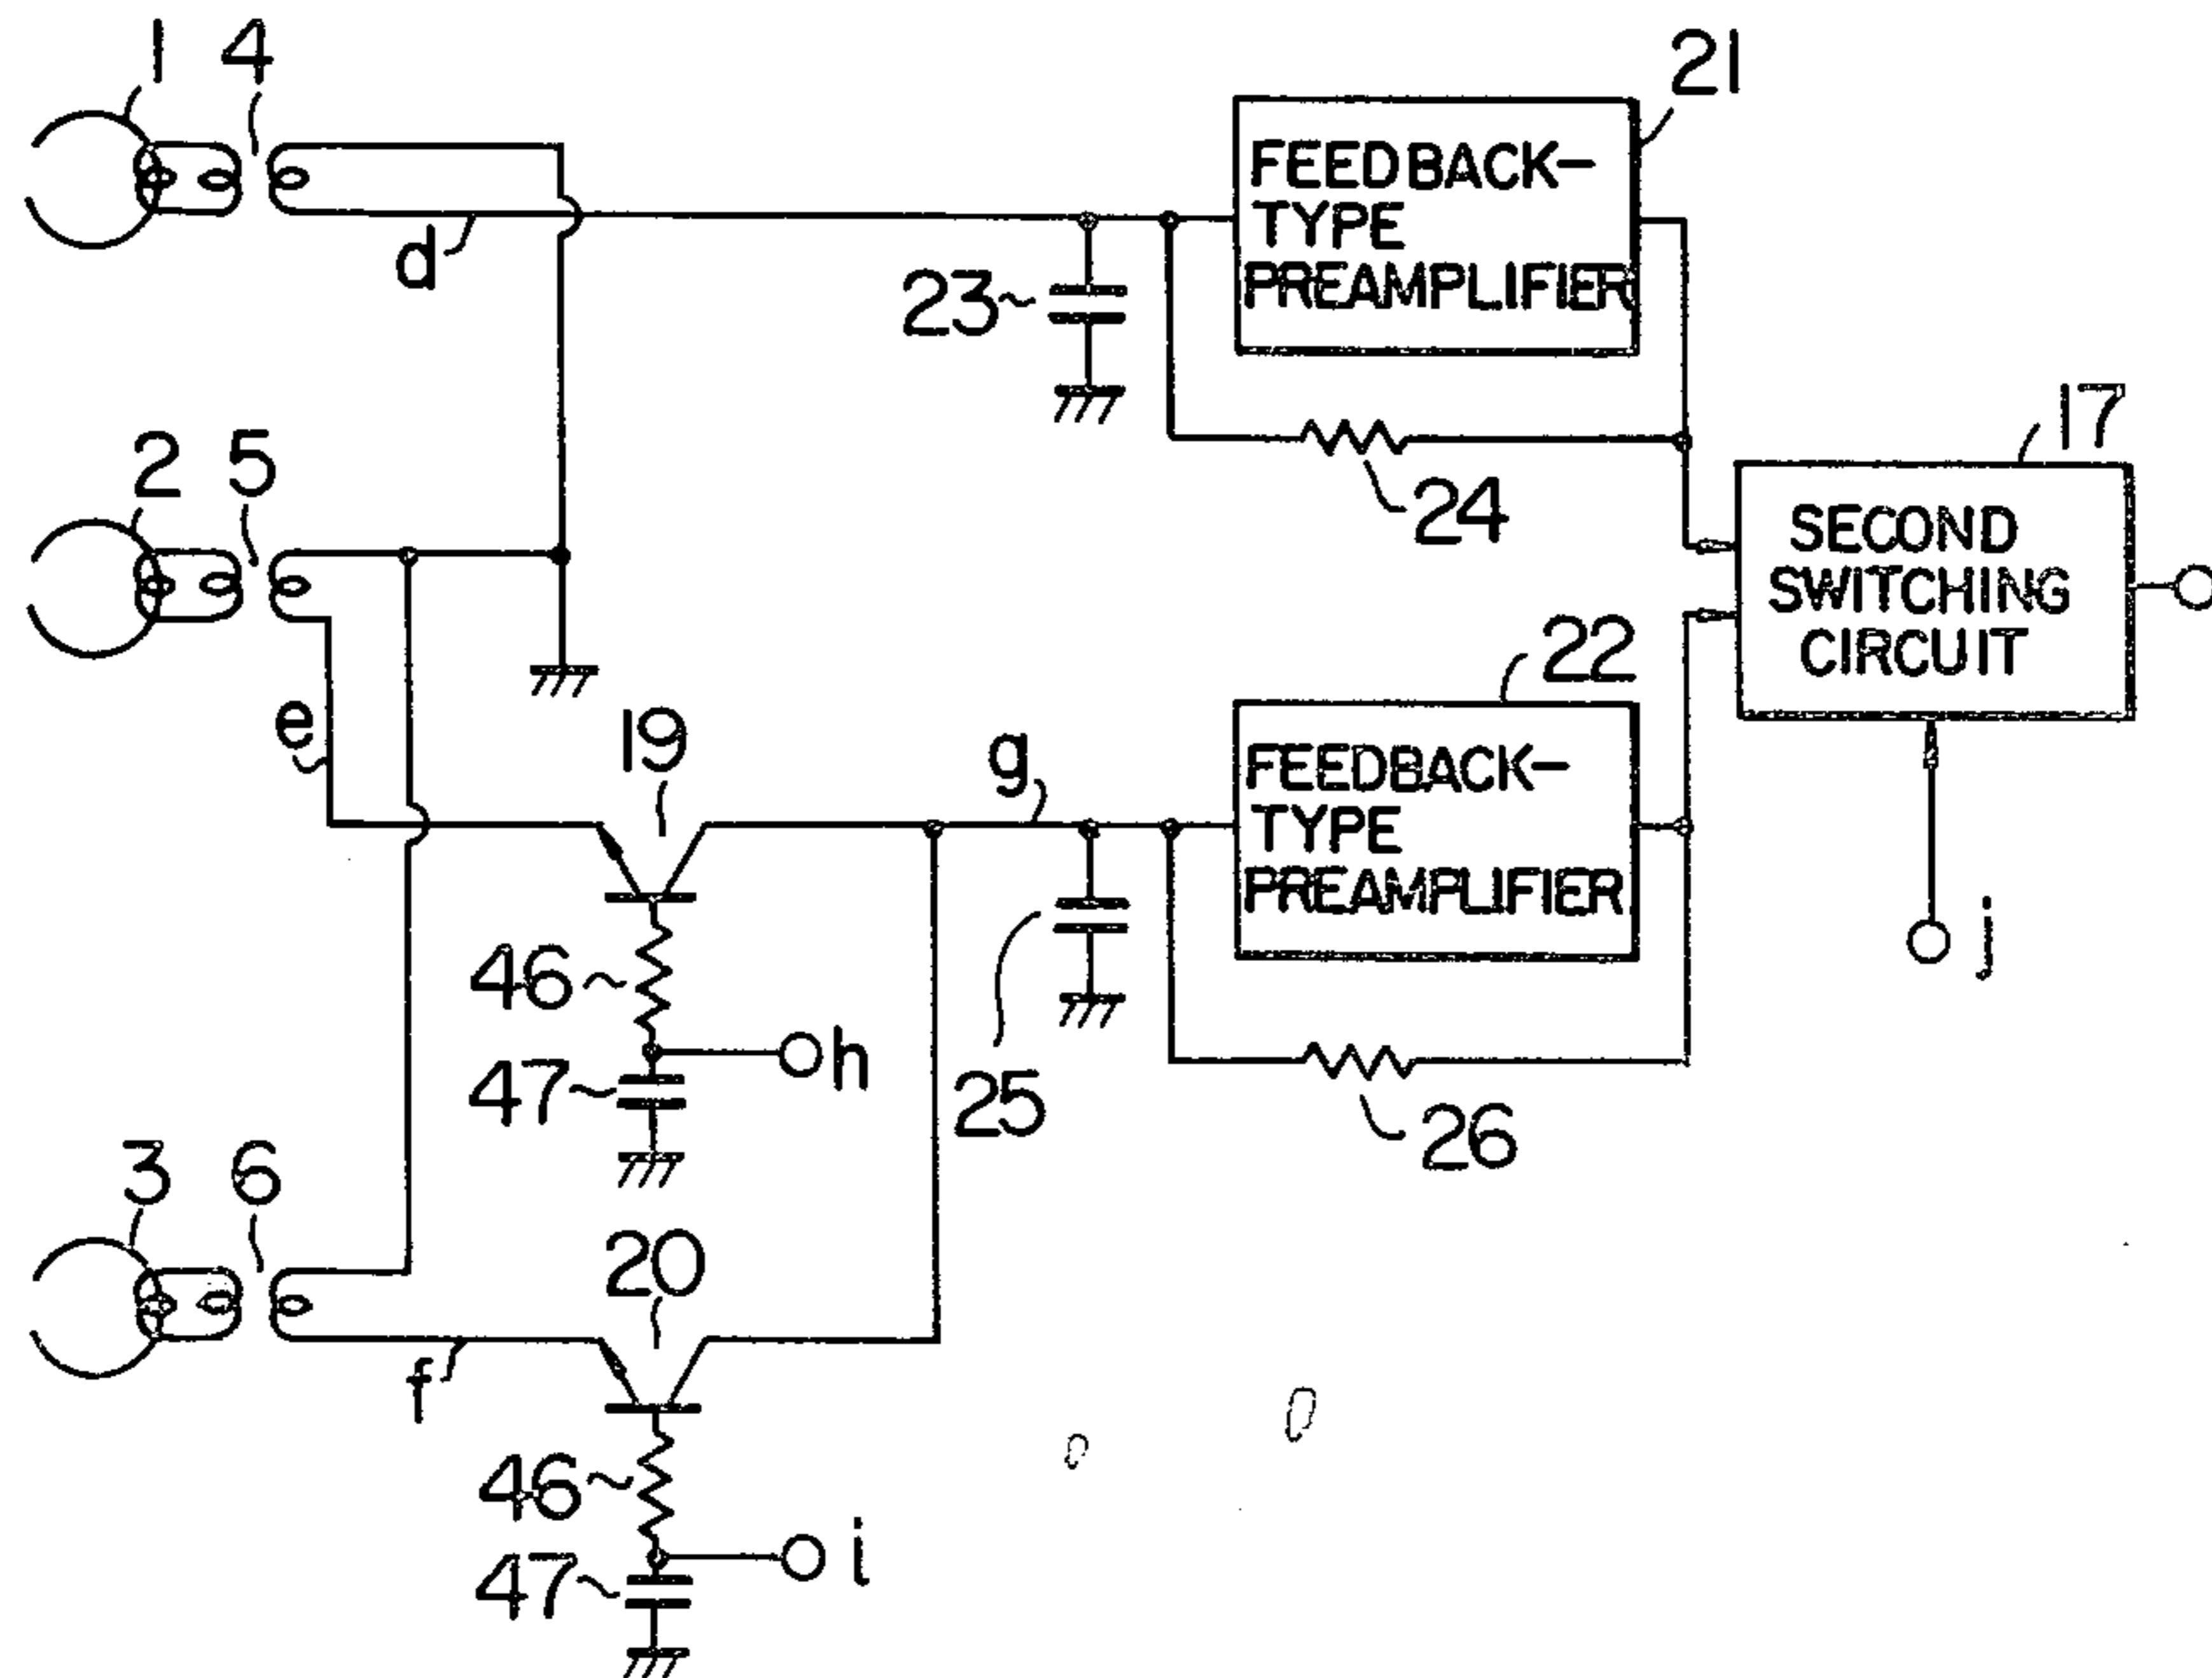 1 4 21
FEEDBACK-
TYPE
PREAMPLIFIER
d
23
17
2 5
24
SECOND
SWITCHING
CIRCUIT
22
e
19
g
FEEDBACK-
TYPE
PREAMPLIFIER
j
46
h
47
25
26
3 6
20
f
46
i
47